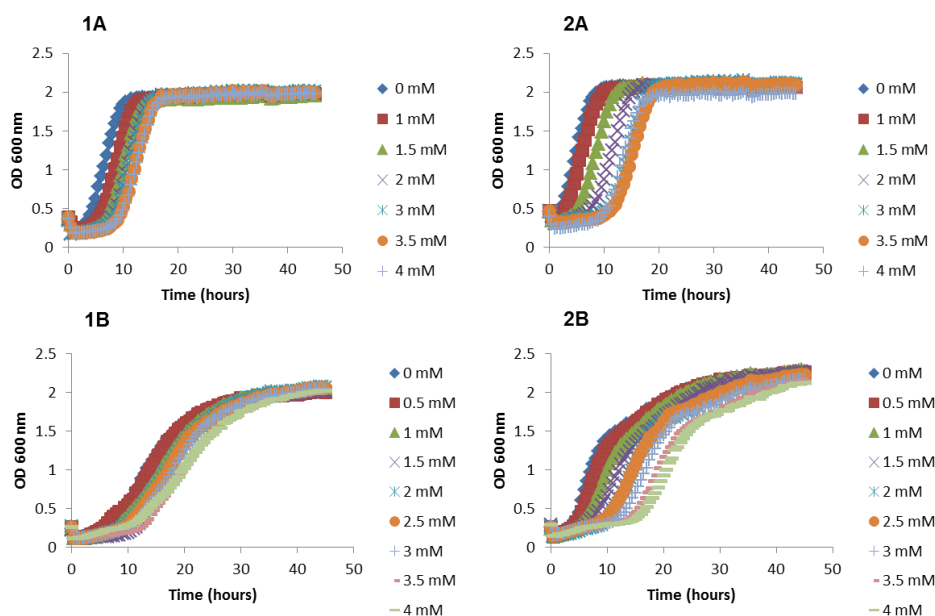 1A
2.5
2
1.5
1
0.5
0
OD 600 nm
0 10 20 30 40 50
Time (hours)
0 mM
1 mM
1.5 mM
2 mM
3 mM
3.5 mM
4 mM
2A
2.5
2
1.5
1
0.5
0
OD 600 nm
0 10 20 30 40 50
Time (hours)
0 mM
1 mM
1.5 mM
2 mM
3 mM
3.5 mM
4 mM
1B
2.5
2
1.5
1
0.5
0
OD 600 nm
0 10 20 30 40 50
Time (hours)
0 mM
0.5 mM
1 mM
1.5 mM
2 mM
2.5 mM
3 mM
3.5 mM
4 mM
2B
2.5
2
1.5
1
0.5
0
OD 600 nm
0 10 20 30 40 50
Time (hours)
0 mM
0.5 mM
1 mM
1.5 mM
2 mM
2.5 mM
3 mM
3.5 mM
4 mM